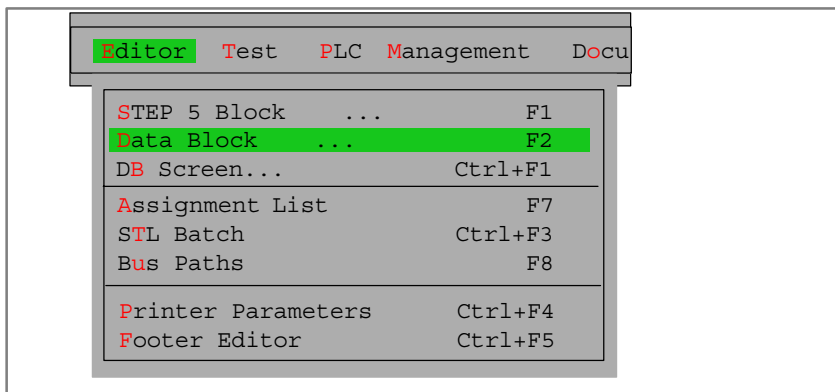 Editor Test PLC Management Docu
STEP 5 Block ... F1
Data Block ... F2
DB Screen... Ctrl+F1
Assignment List F7
STL Batch Ctrl+F3
Bus Paths F8
Printer Parameters Ctrl+F4
Footer Editor Ctrl+F5